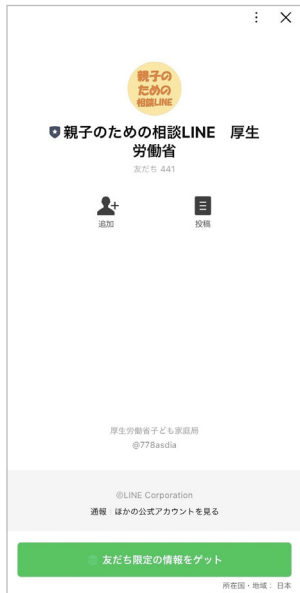 親子の
ための
相談LINE
親子のための相談LINE　厚生
労働省
友だち 441
追加
投稿
厚生労働省子ども家庭局
@778asdia
©LINE Corporation
通報 ほかの公式アカウントを見る
友だち限定の情報をゲット
所在国・地域： 日本